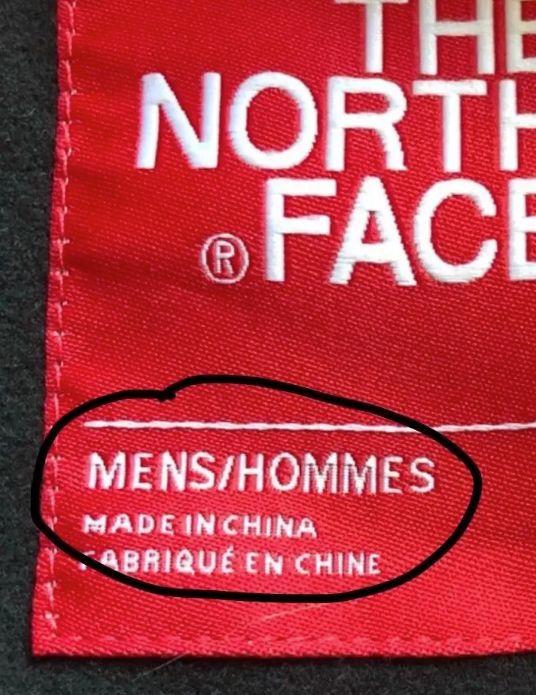 THE
NORTH
® FACE
MENS/HOMMES
MADE IN CHINA
FABRIQUÉ EN CHINE